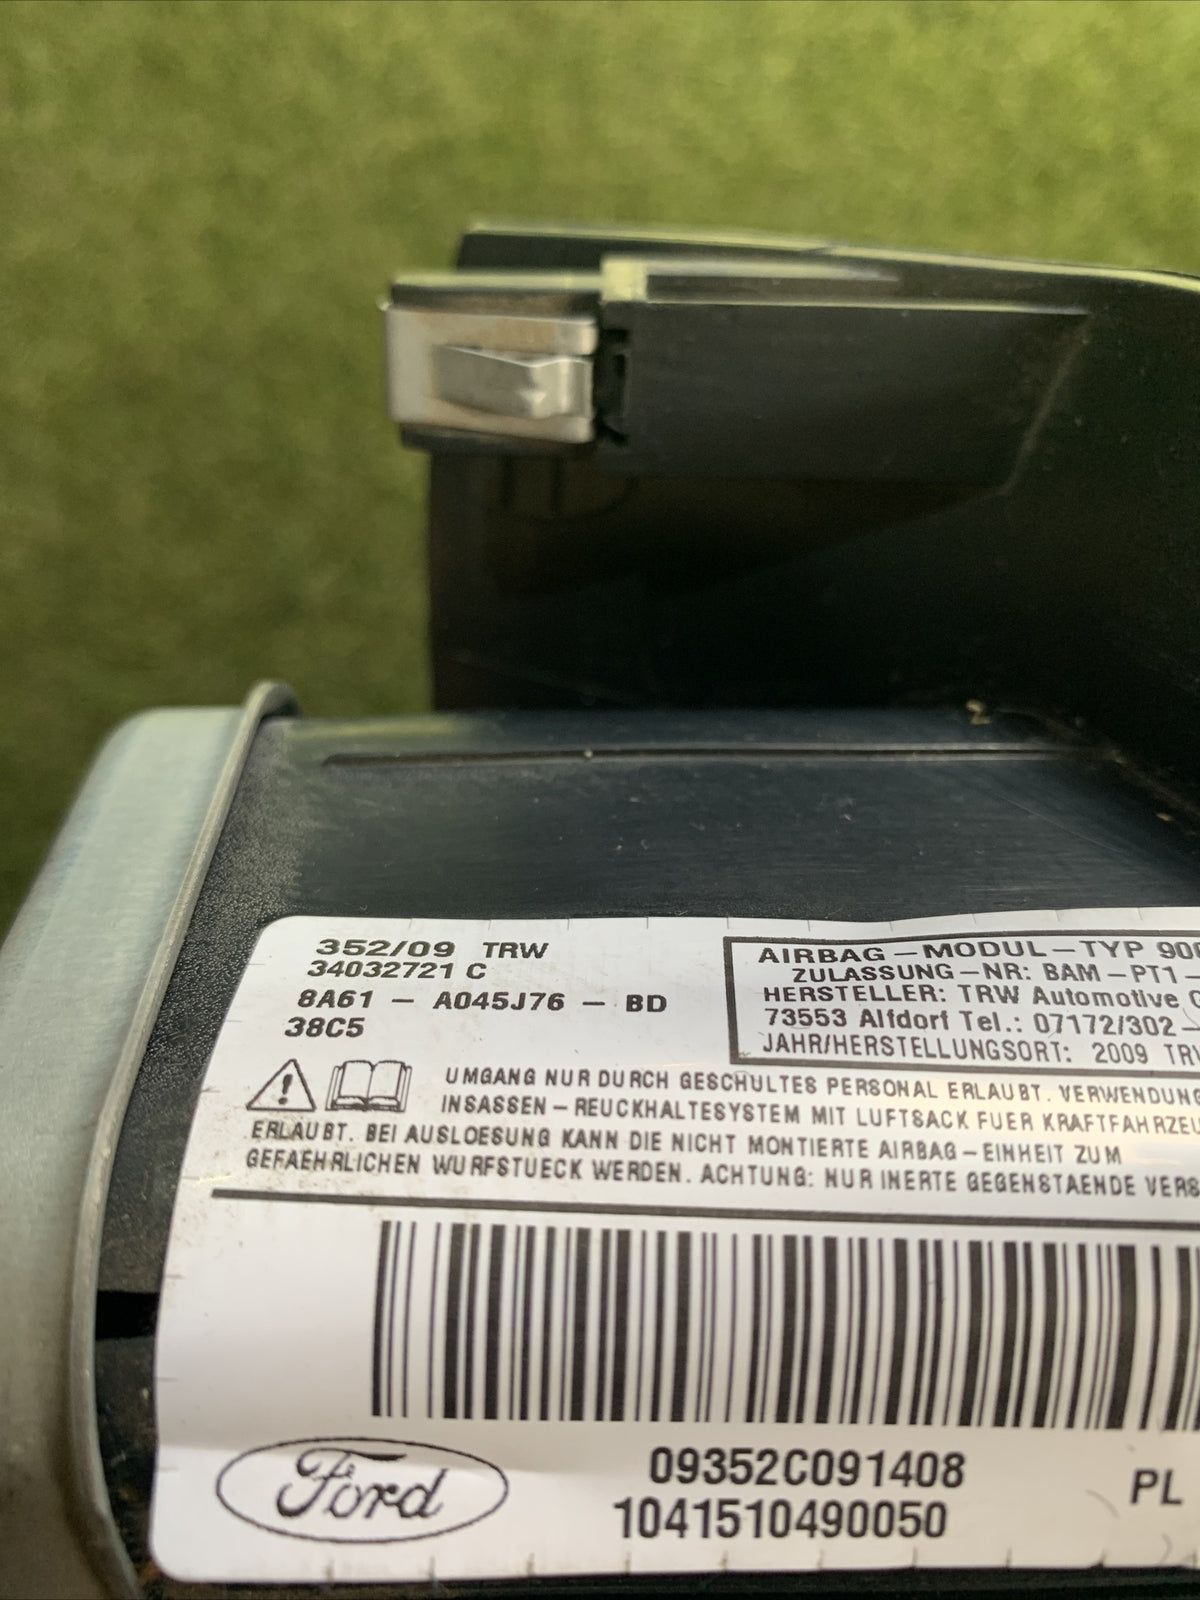 352/09 TRW
34032721 C
8A61 - A045J76 - BD
38C5
AIRBAG-MODUL-TYP
ZULASSUNG-NR: BAM-PT1-
HERSTELLER: TRW Automotive
73553 Alfdorf Tel.: 07172/302-
JAHR/HERSTELLUNGSORT: 2009
UMGANG NUR DURCH GESCHULTES PERSONAL ERLAUBT. VERWENDUNG
INSASSEN-REUCKHALTESYSTEM MIT LUFTSACK FUER KRAFTFAHRZEU
ERLAUBT. BEI AUSLOESUNG KANN DIE NICHT MONTIERTE AIRBAG-EINHEIT ZUM
GEFAEHRLICHEN WURFSTUECK WERDEN. ACHTUNG: NUR INERTE GEGENSTAENDE
Ford
09352C091408
1041510490050
PL